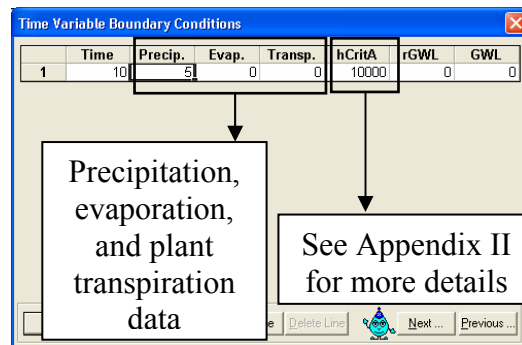 Time Variable Boundary Conditions
Time Precip. Evap. Transp. hCritA rGWL GWL
1 10 5 0 0 10000 0 0
Precipitation,
evaporation,
and plant
transpiration
data
See Appendix II
for more details
e Delete Line Next ... Previous ...